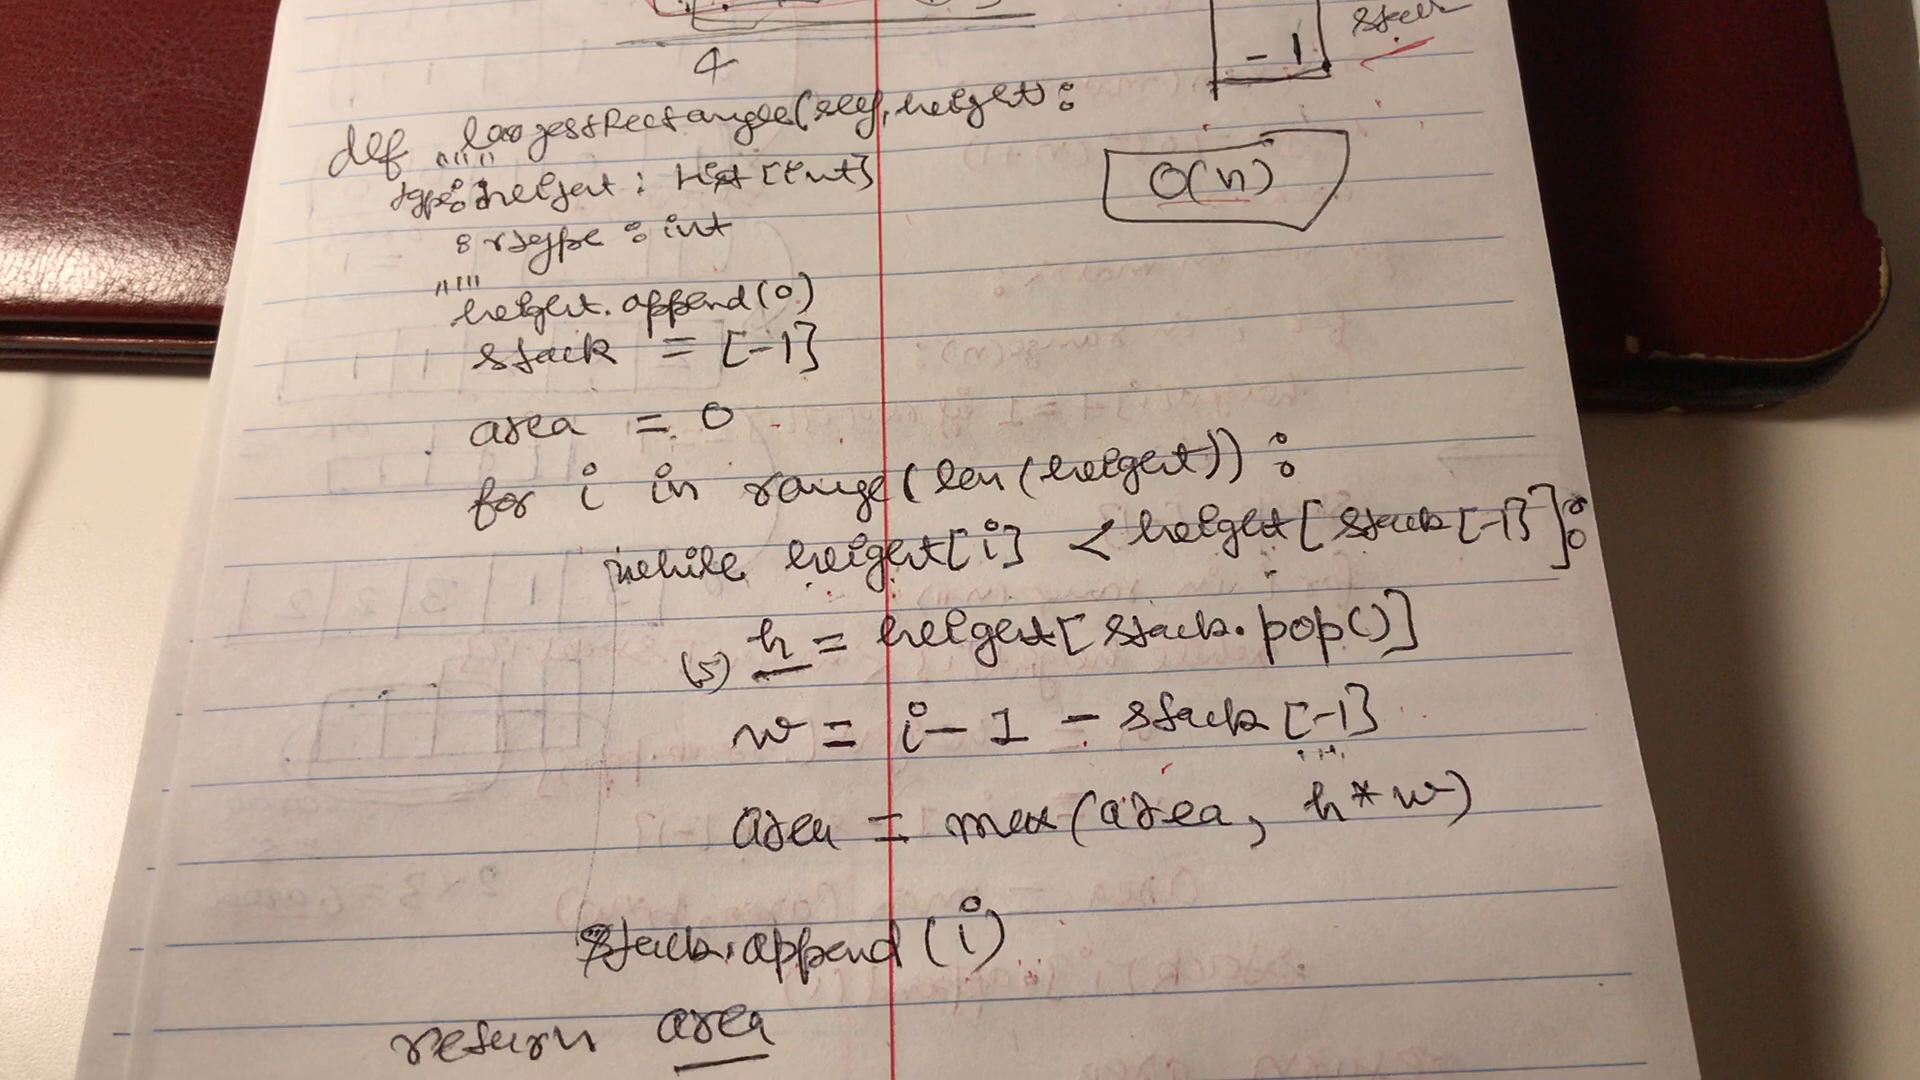 4
- 1
stack
def largestRectangle(self, height):
""""
type: height : List[int]
: rtype : int
""""
height.append(0)
stack = [-1]
area = 0
for i in range(len(height)):
while height[i] < height[stack[-1]]:
(5) h = height[stack.pop()]
w = i - 1 - stack[-1]
area = max(area, h*w)
stack.append(i)
return area
O(n)